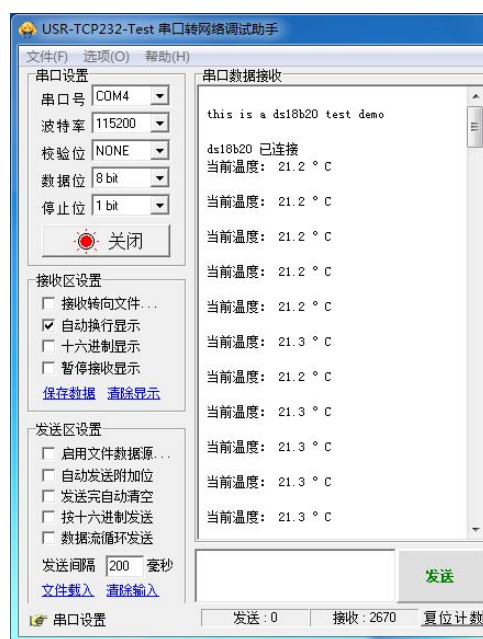 USR-TCP232-Test 串口转网络调试助手
文件(F) 选项(O) 帮助(H)
串口设置
串口号 COM4
波特率 115200
校验位 NONE
数据位 8 bit
停止位 1 bit
关闭
接收区设置
接收转向文件...
自动换行显示
十六进制显示
暂停接收显示
保存数据 清除显示
发送区设置
启用文件数据源...
自动发送附加位
发送完自动清空
按十六进制发送
数据流循环发送
发送间隔 200 毫秒
文件载入 清除输入
串口数据接收
this is a ds18b20 test demo
ds18b20 已连接
当前温度: 21.2 ° C
当前温度: 21.2 ° C
当前温度: 21.2 ° C
当前温度: 21.2 ° C
当前温度: 21.2 ° C
当前温度: 21.3 ° C
当前温度: 21.2 ° C
当前温度: 21.3 ° C
当前温度: 21.3 ° C
当前温度: 21.3 ° C
当前温度: 21.3 ° C
发送
串口设置
发送 : 0
接收 : 2670
复位计数